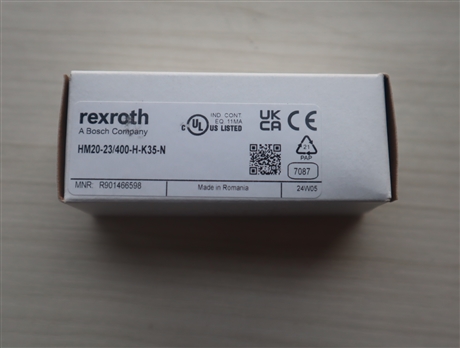 rexroth
A Bosch Company
HM20-23/400-H-K35-N
C UL US LISTED
IND CONT
EQ. 11MA
UK
CA
CE
21
PAP
7087
MNR: R901466598
Made in Romania
24W05